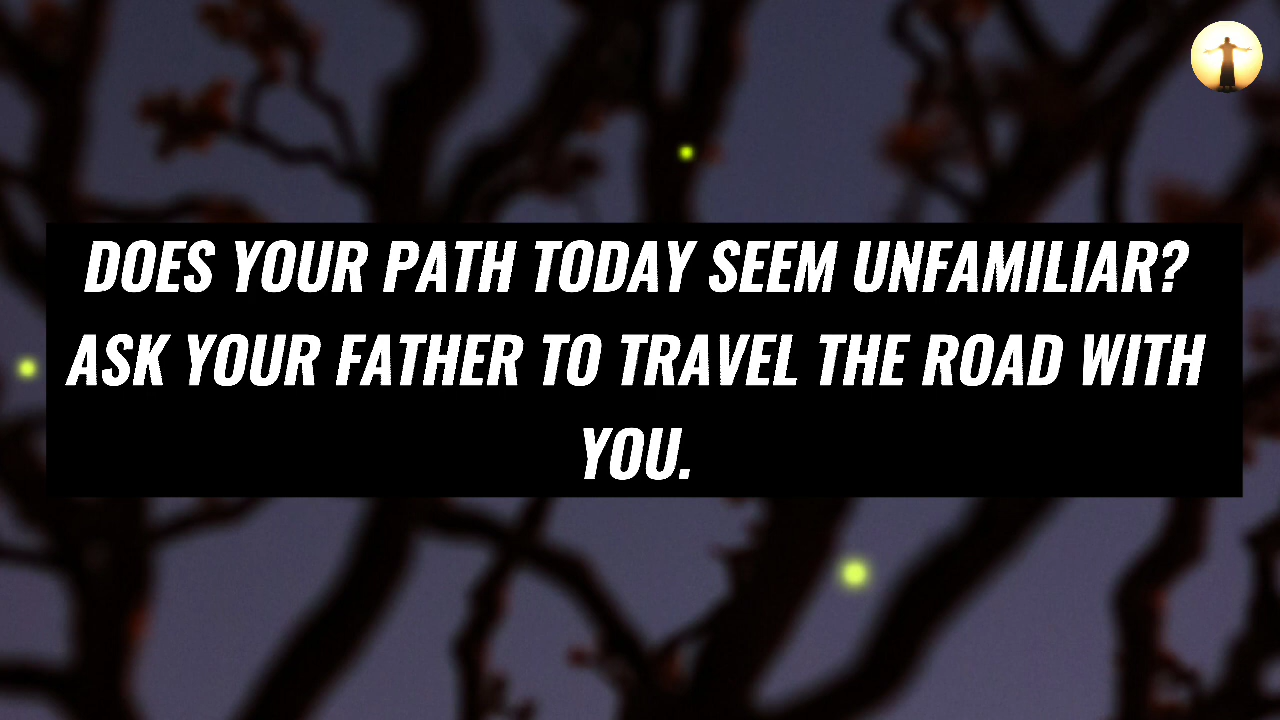 DOES YOUR PATH TODAY SEEM UNFAMILIAR?
ASK YOUR FATHER TO TRAVEL THE ROAD WITH
YOU.